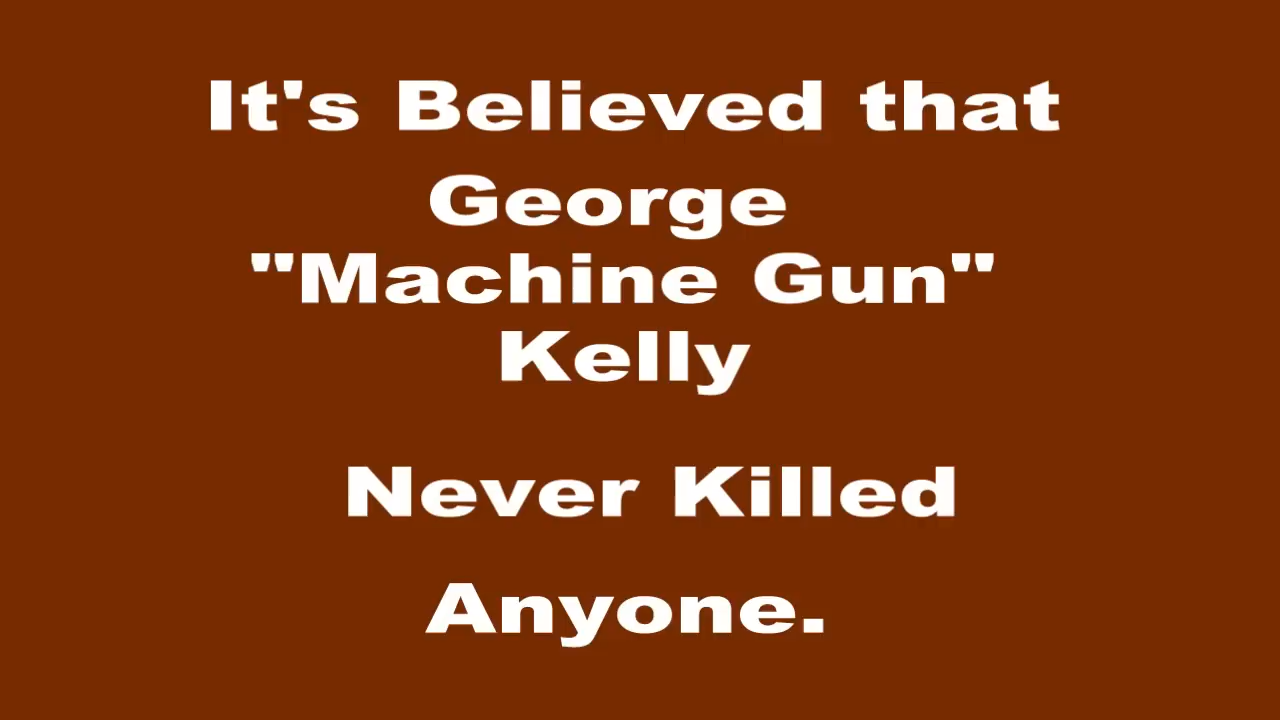 It's Believed that
George
"Machine Gun"
Kelly
Never Killed
Anyone.